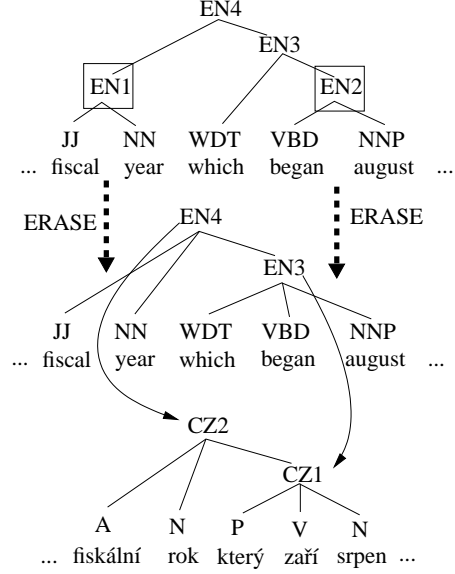 EN4
EN3
EN1 EN2
JJ NN WDT VBD NNP
... fiscal year which began august ...
ERASE EN4 ERASE
EN3
JJ NN WDT VBD NNP
... fiscal year which began august ...
CZ2
CZ1
A N P V N
... fiskální rok který zaří srpen ...